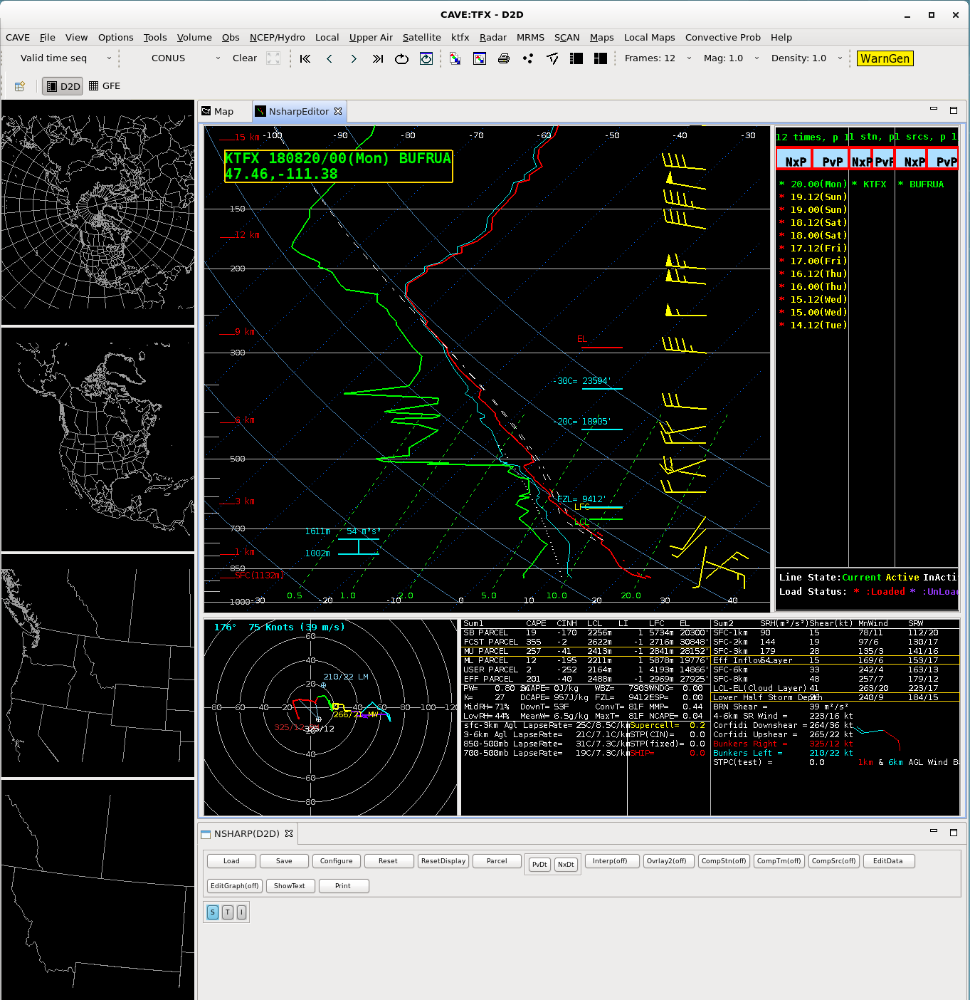 CAVE:TFX - D2D
CAVE File View Options Tools Volume Obs NCEP/Hydro Local Upper Air Satellite ktfx Radar MRMS SCAN Maps Local Maps Convective Prob Help
Valid time seq CONUS Clear Frames: 12 Mag: 1.0 Density: 1.0 WarnGen
D2D GFE
Map NsharpEditor
KTFX 180820/00(Mon) BUFRUA
47.46,-111.38
-100 -90 -80 -70 -60 -50 -40 -30
15 km
150
12 km
200
9 km
EL
300
-30C= 23594'
6 km
-20C= 18905'
500
3 km
FZL= 9412'
LFC
LCL
700
1611m 54 m²s²
1 km
1002m
850
SFC(1132m)
0.5 1.0 2.0 5.0 10.0 20.0
1000 -30 -20 -10 0 10 20 30 40
12 times, p 1 1 stn, p 1 srcs, p 1
NxP PvP NxP PvP NxP PvP
* 20.00(Mon) * KTFX * BUFRUA
* 19.12(Sun)
* 19.00(Sun)
* 18.12(Sat)
* 18.00(Sat)
* 17.12(Fri)
* 17.00(Fri)
* 16.12(Thu)
* 16.00(Thu)
* 15.12(Wed)
* 15.00(Wed)
* 14.12(Tue)
Line State:Current Active InActi
Load Status: * :Loaded * :UnLoa
176° 75 Knots (39 m/s)
60
40
210/22 LM
20
-80 -60 -40 -20 20 40 60 80 100 12
266/21 MW
325/12
325/12
20
40
60
80
Sum1 CAPE CINH LCL LI LFC EL
SB PARCEL 19 -170 2256m 1 5734m 20300'
FCST PARCEL 355 -2 2622m -1 2716m 30848'
MU PARCEL 257 -41 2413m -1 2841m 28152'
ML PARCEL 12 -195 2211m 1 5878m 19776'
USER PARCEL 2 -252 2164m 1 4193m 14866'
EFF PARCEL 201 -40 2488m -1 2969m 27925'
PW= 0.80 in DCAPE= 0J/kg WBZ= 7903' WNDG= 0.00
K= 27 DCAPE= 957J/kg FZL= 9412' ESP= 0.00
MidRH= 71% DownT= 53F ConvT= 81F MMP= 0.44
LowRH= 44% MeanW= 6.5g/kg MaxT= 81F NCAPE= 0.04
sfc-3km Agl LapseRate= 25C/8.5C/km Supercell= 0.2
3-6km Agl LapseRate= 21C/7.1C/km STP(CIN)= 0.0
850-500mb LapseRate= 31C/7.3C/km STP(fixed)= 0.0
700-500mb LapseRate= 19C/7.3C/km SHIP= 0.0
Sum2 SRH(m²/s²) Shear(kt) MnWind SRW
SFC-1km 90 15 78/11 112/20
SFC-2km 144 19 97/6 130/17
SFC-3km 179 28 135/3 141/16
Eff Inflow Layer 54 15 169/6 153/17
SFC-6km 33 242/4 163/13
SFC-8km 48 257/7 179/12
LCL-EL(Cloud Layer) 41 263/20 223/17
Lower Half Storm Depth 240/9 184/15
BRN Shear = 39 m²/s²
4-6km SR Wind = 223/16 kt
Corfidi Downshear = 264/36 kt
Corfidi Upshear = 265/22 kt
Bunkers Right = 325/12 kt
Bunkers Left = 210/22 kt
STPC(test) = 0.0 1km & 6km AGL Wind Ba
NSHARP(D2D)
Load Save Configure Reset ResetDisplay Parcel PvDt NxDt Interp(off) Ovrlay2(off) CompStn(off) CompTm(off) CompSrc(off) EditData
EditGraph(off) ShowText Print
S T I